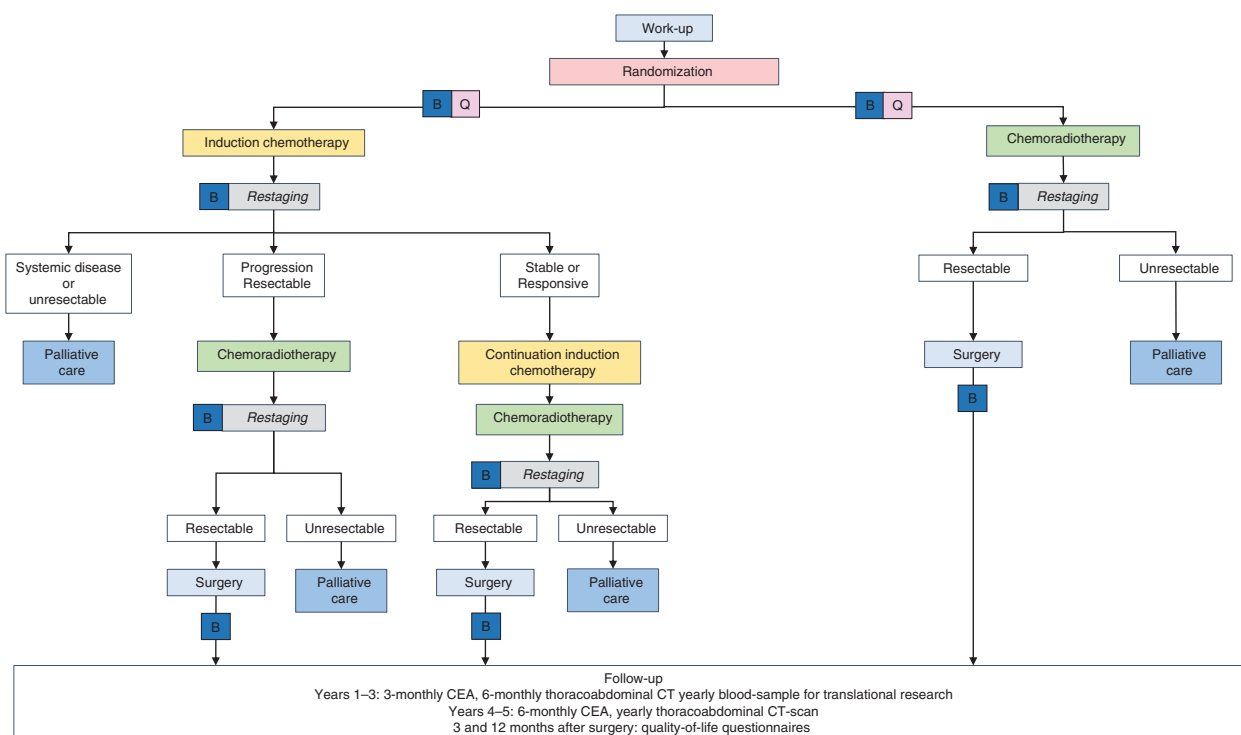 Work-up
Randomization
B Q
B Q
Induction chemotherapy
Chemoradiotherapy
B Restaging
B Restaging
Systemic disease
or
unresectable
Progression
Resectable
Stable or
Responsive
Resectable
Unresectable
Palliative
care
Chemoradiotherapy
Continuation induction
chemotherapy
Surgery
Palliative
care
B
B Restaging
Chemoradiotherapy
B Restaging
Resectable
Unresectable
Resectable
Unresectable
Surgery
Palliative
care
Surgery
Palliative
care
B
B
Follow-up
Years 1–3: 3-monthly CEA, 6-monthly thoracoabdominal CT yearly blood-sample for translational research
Years 4–5: 6-monthly CEA, yearly thoracoabdominal CT-scan
3 and 12 months after surgery: quality-of-life questionnaires